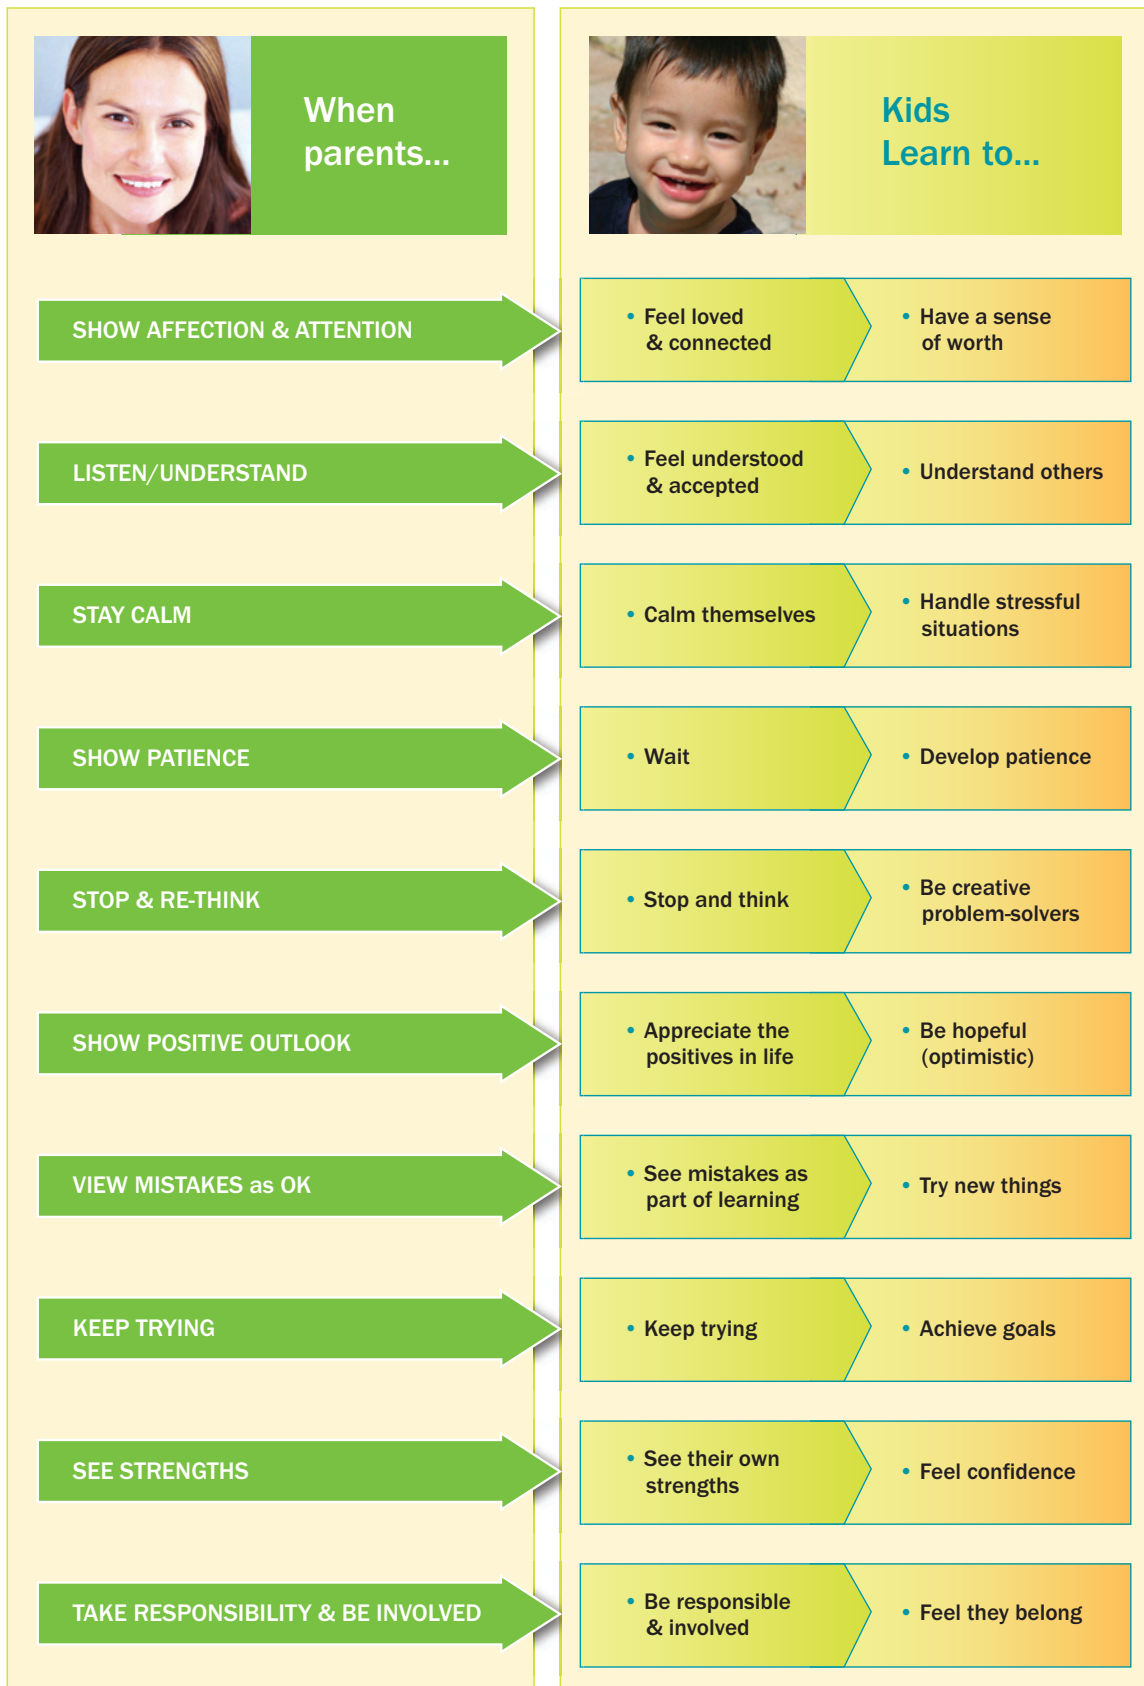 When
parents...
Kids
Learn to...
SHOW AFFECTION & ATTENTION
• Feel loved
& connected
• Have a sense
of worth
LISTEN/UNDERSTAND
• Feel understood
& accepted
• Understand others
STAY CALM
• Calm themselves
• Handle stressful
situations
SHOW PATIENCE
• Wait
• Develop patience
STOP & RE-THINK
• Stop and think
• Be creative
problem-solvers
SHOW POSITIVE OUTLOOK
• Appreciate the
positives in life
• Be hopeful
(optimistic)
VIEW MISTAKES as OK
• See mistakes as
part of learning
• Try new things
KEEP TRYING
• Keep trying
• Achieve goals
SEE STRENGTHS
• See their own
strengths
• Feel confidence
TAKE RESPONSIBILITY & BE INVOLVED
• Be responsible
& involved
• Feel they belong